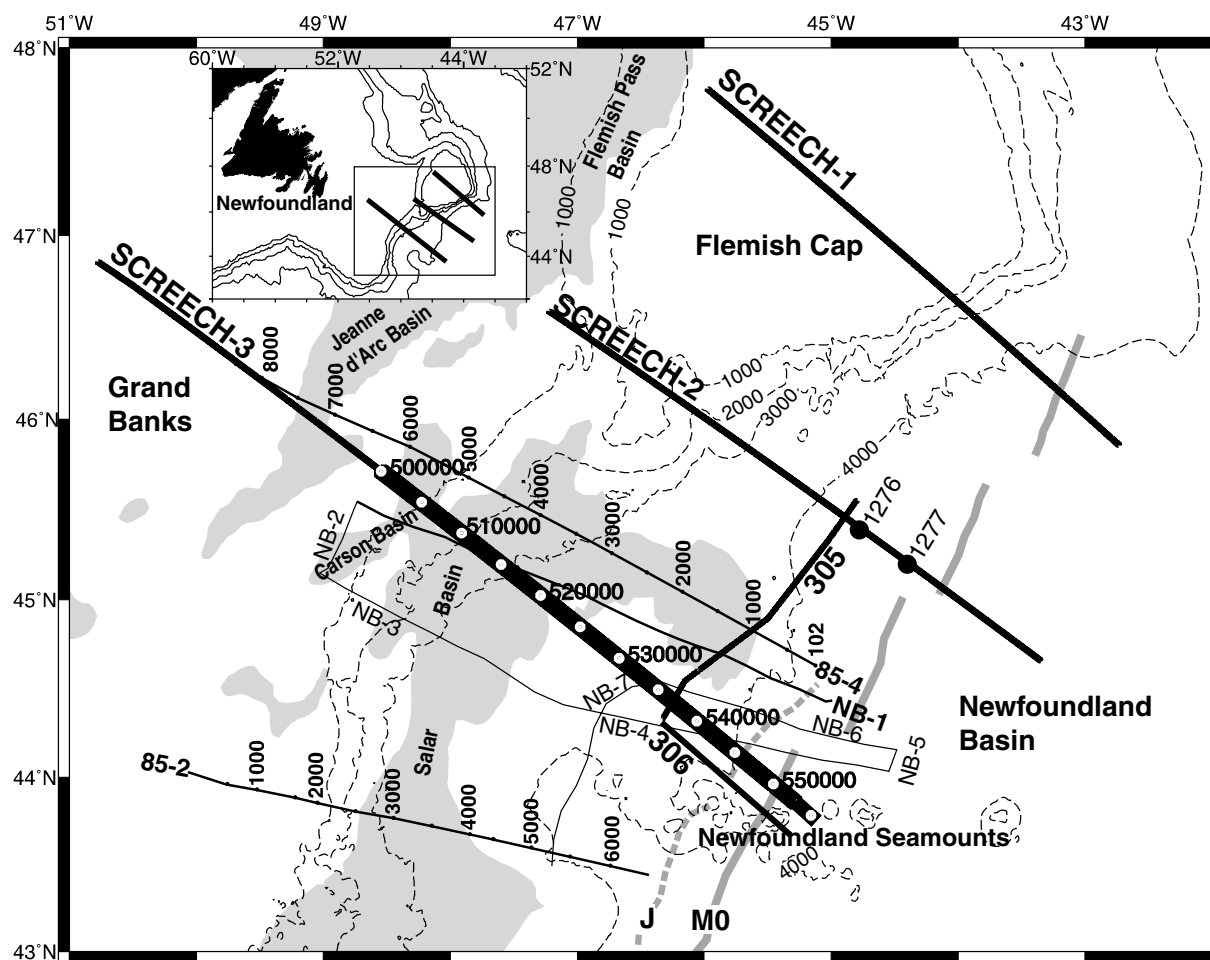 51˚W
49˚W
47˚W
45˚W
43˚W
48˚N
47˚N
46˚N
45˚N
44˚N
43˚N
60˚W
52˚W
44˚W
52˚N
48˚N
44˚N
Newfoundland
Flemish Pass
Basin
1000
1000
SCREECH-1
Flemish Cap
SCREECH-2
SCREECH-3
Jeanne
d'Arc Basin
Grand
Banks
1000
2000
3000
4000
8000
7000
6000
5000
4000
3000
2000
1000
102
85-4
500000
510000
520000
530000
540000
550000
NB-2
Carson Basin
Basin
Salar
NB-3
NB-7
NB-4
NB-1
NB-6
NB-5
305
306
1276
1277
Newfoundland
Basin
85-2
1000
2000
3000
4000
5000
6000
Newfoundland Seamounts
4000
J
M0